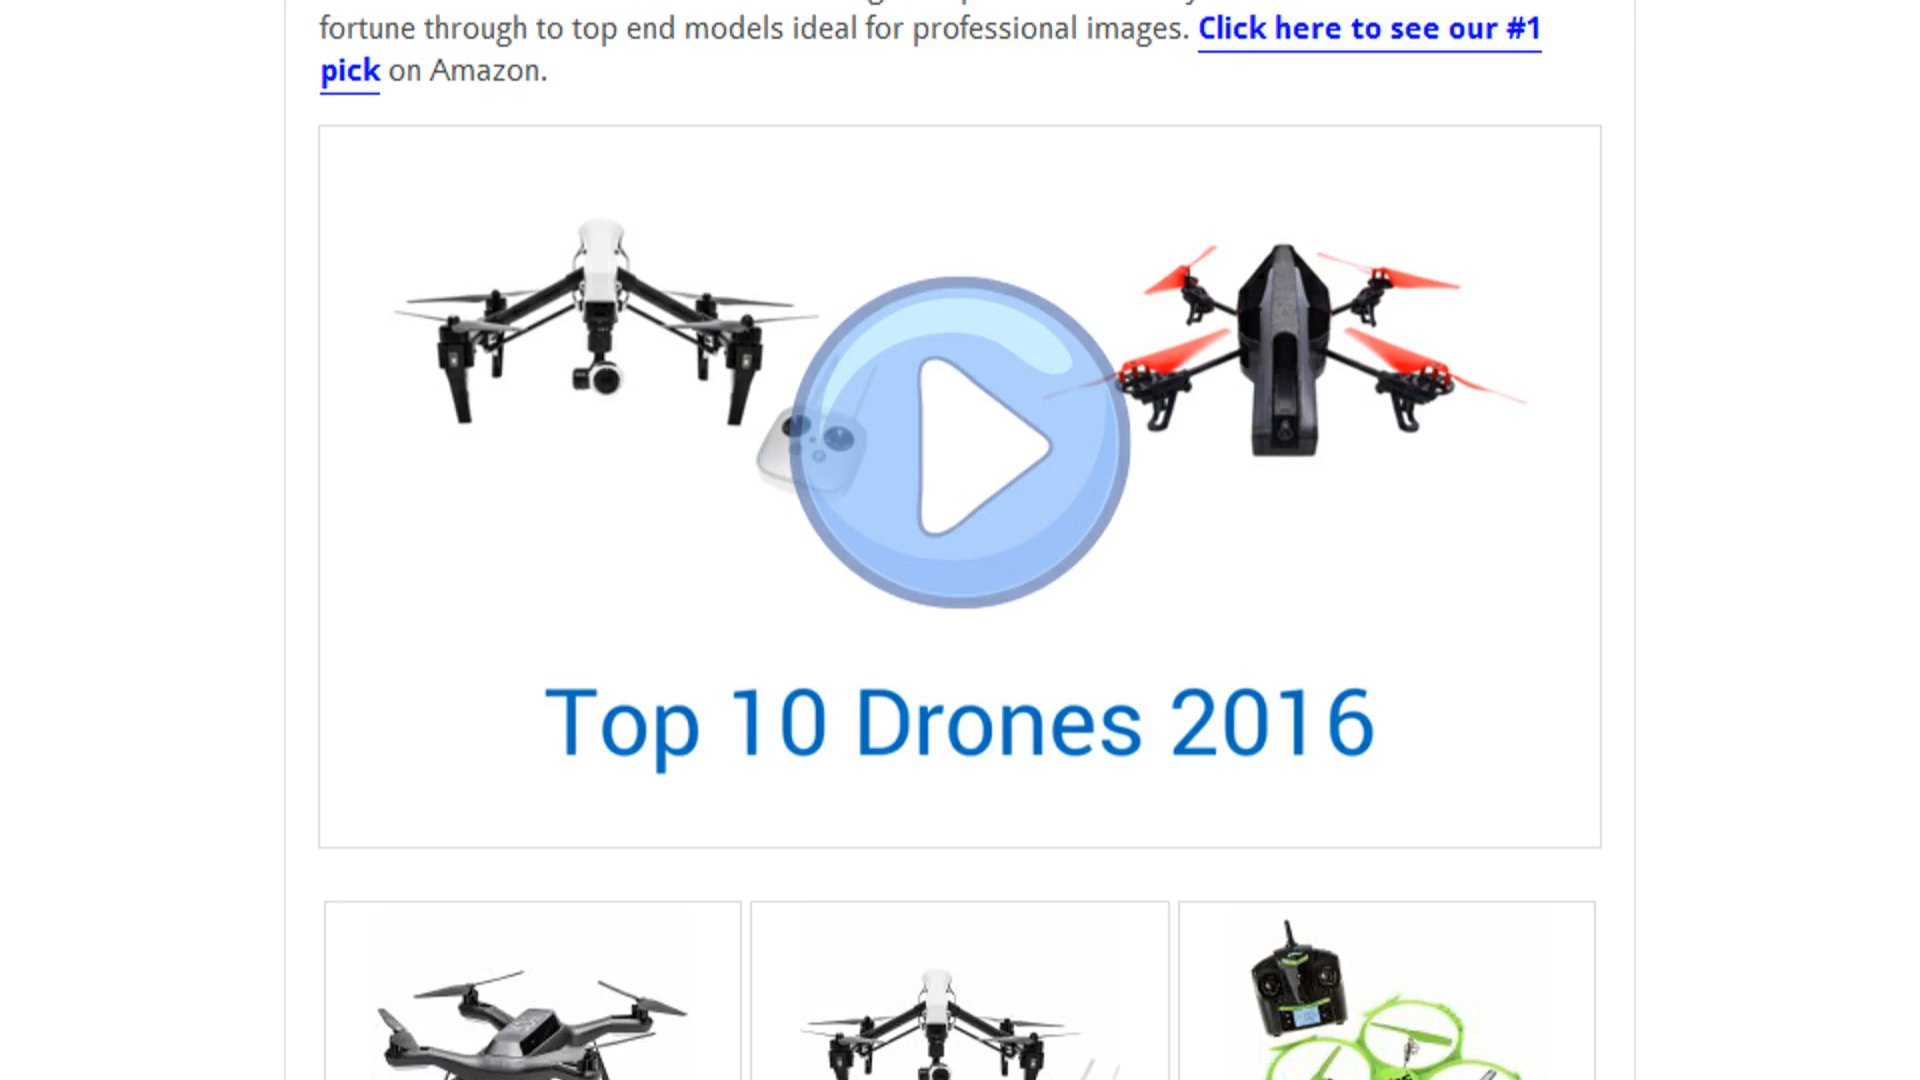 fortune through to top end models ideal for professional images. Click here to see our #1
pick on Amazon.
Top 10 Drones 2016